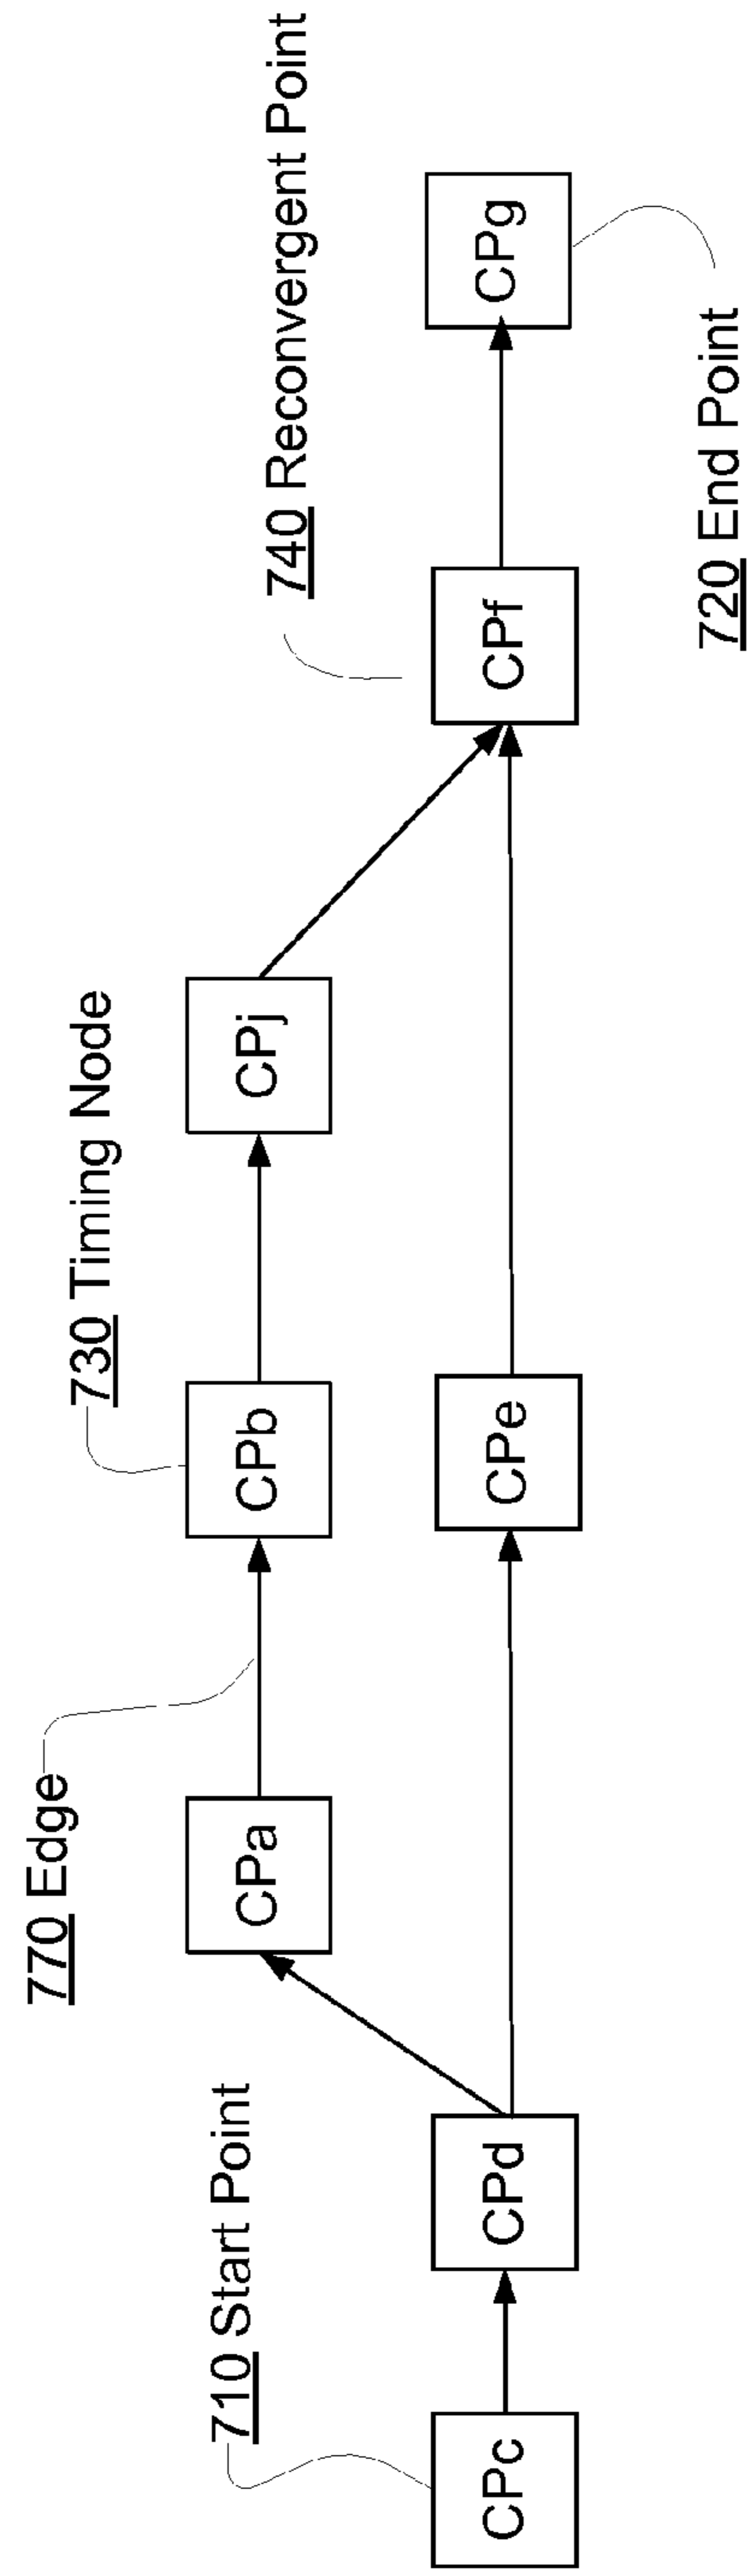 770 Edge
730 Timing Node
710 Start Point
740 Reconvergent Point
CPa
CPb
CPj
CPc
CPd
CPe
CPf
CPg
720 End Point